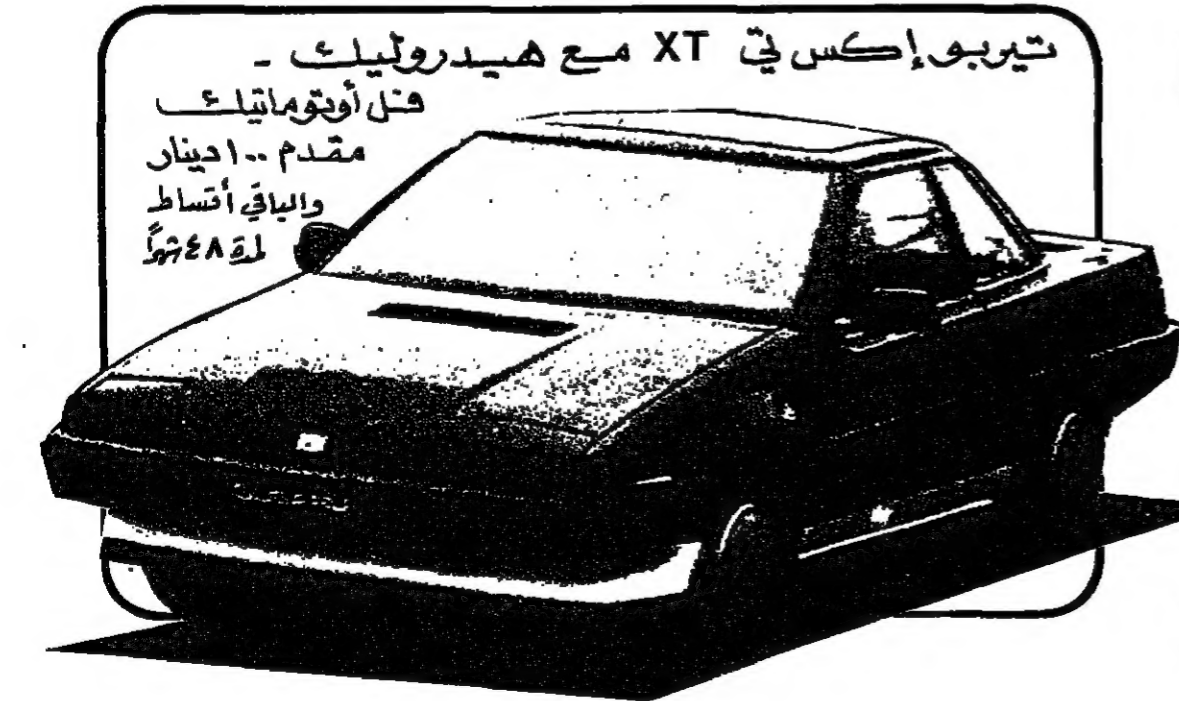 تيربو إكس تي XT مع هيدروليك -
فل أوتوماتيك
مقدم ١٠٠ دينار
والباقي أقساط
لمدة ٤٨ شهراً